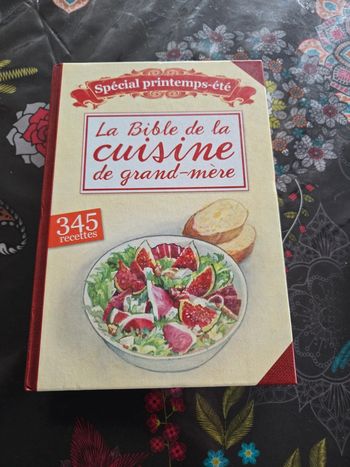 Spécial printemps-été
La Bible de la
cuisine
de grand-mère
345
recettes